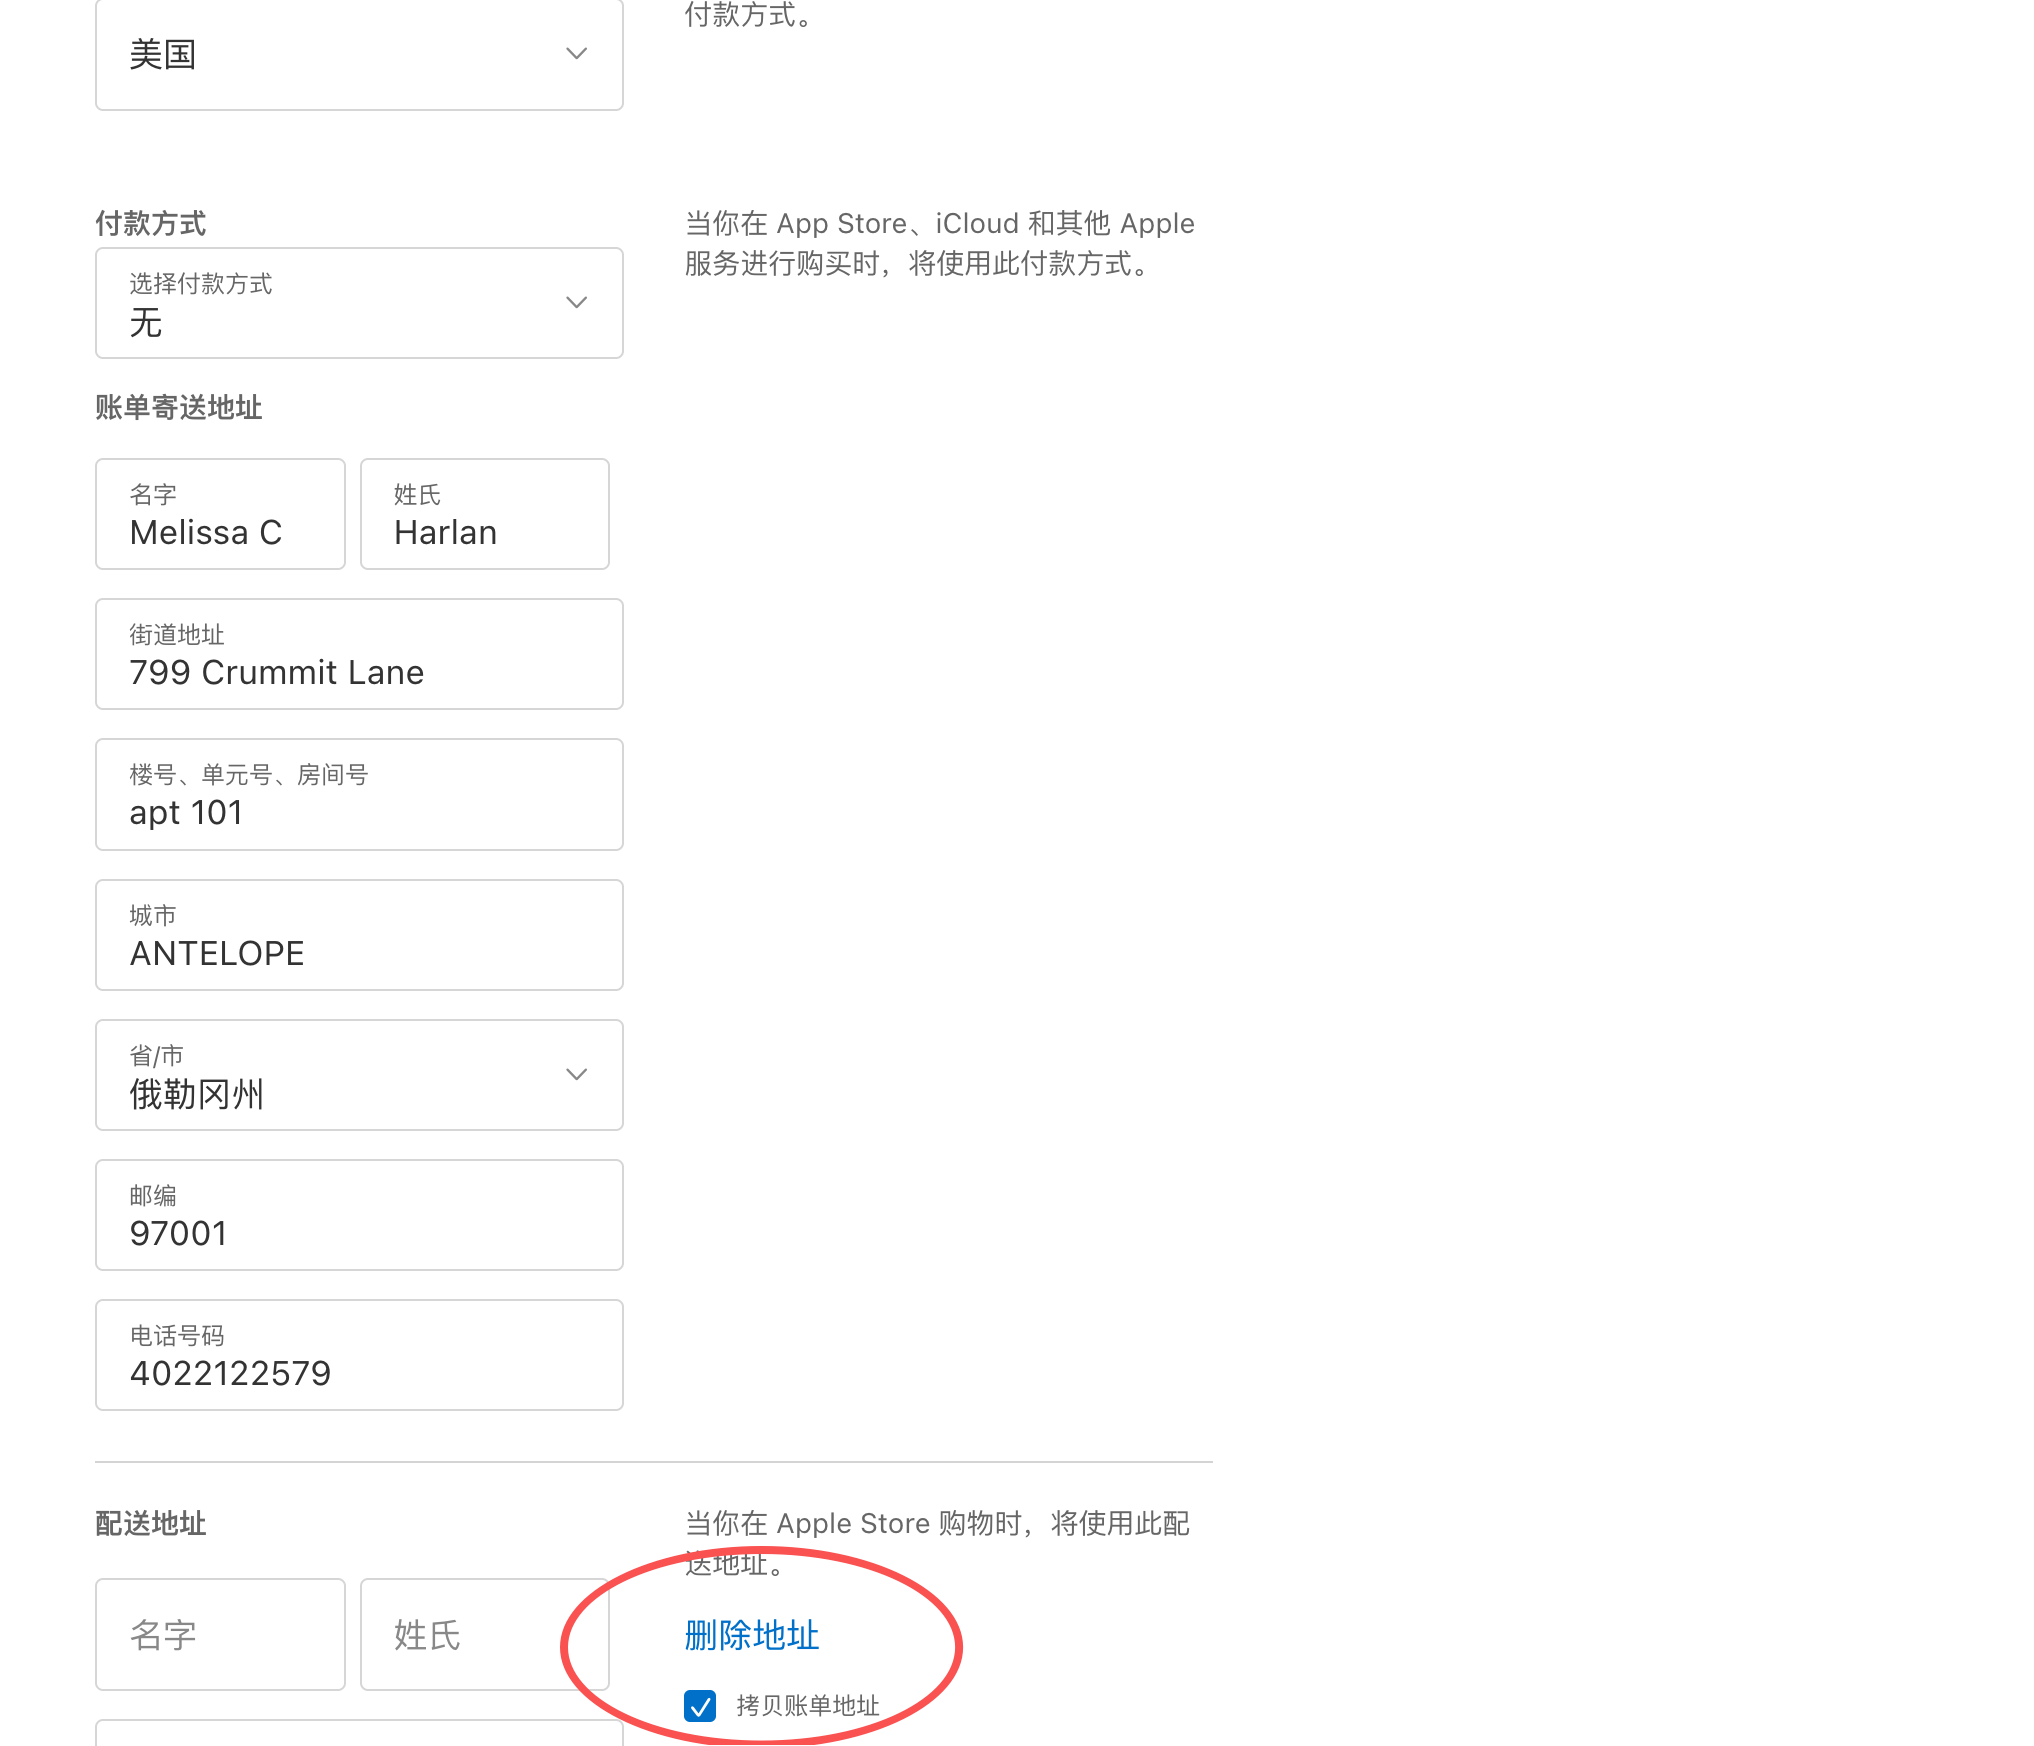 付款方式。
美国
付款方式
当你在 App Store、iCloud 和其他 Apple
服务进行购买时，将使用此付款方式。
选择付款方式
无
账单寄送地址
名字
Melissa C
姓氏
Harlan
街道地址
799 Crummit Lane
楼号、单元号、房间号
apt 101
城市
ANTELOPE
省/市
俄勒冈州
邮编
97001
电话号码
4022122579
配送地址
当你在 Apple Store 购物时，将使用此配
送地址。
名字
姓氏
删除地址
拷贝账单地址